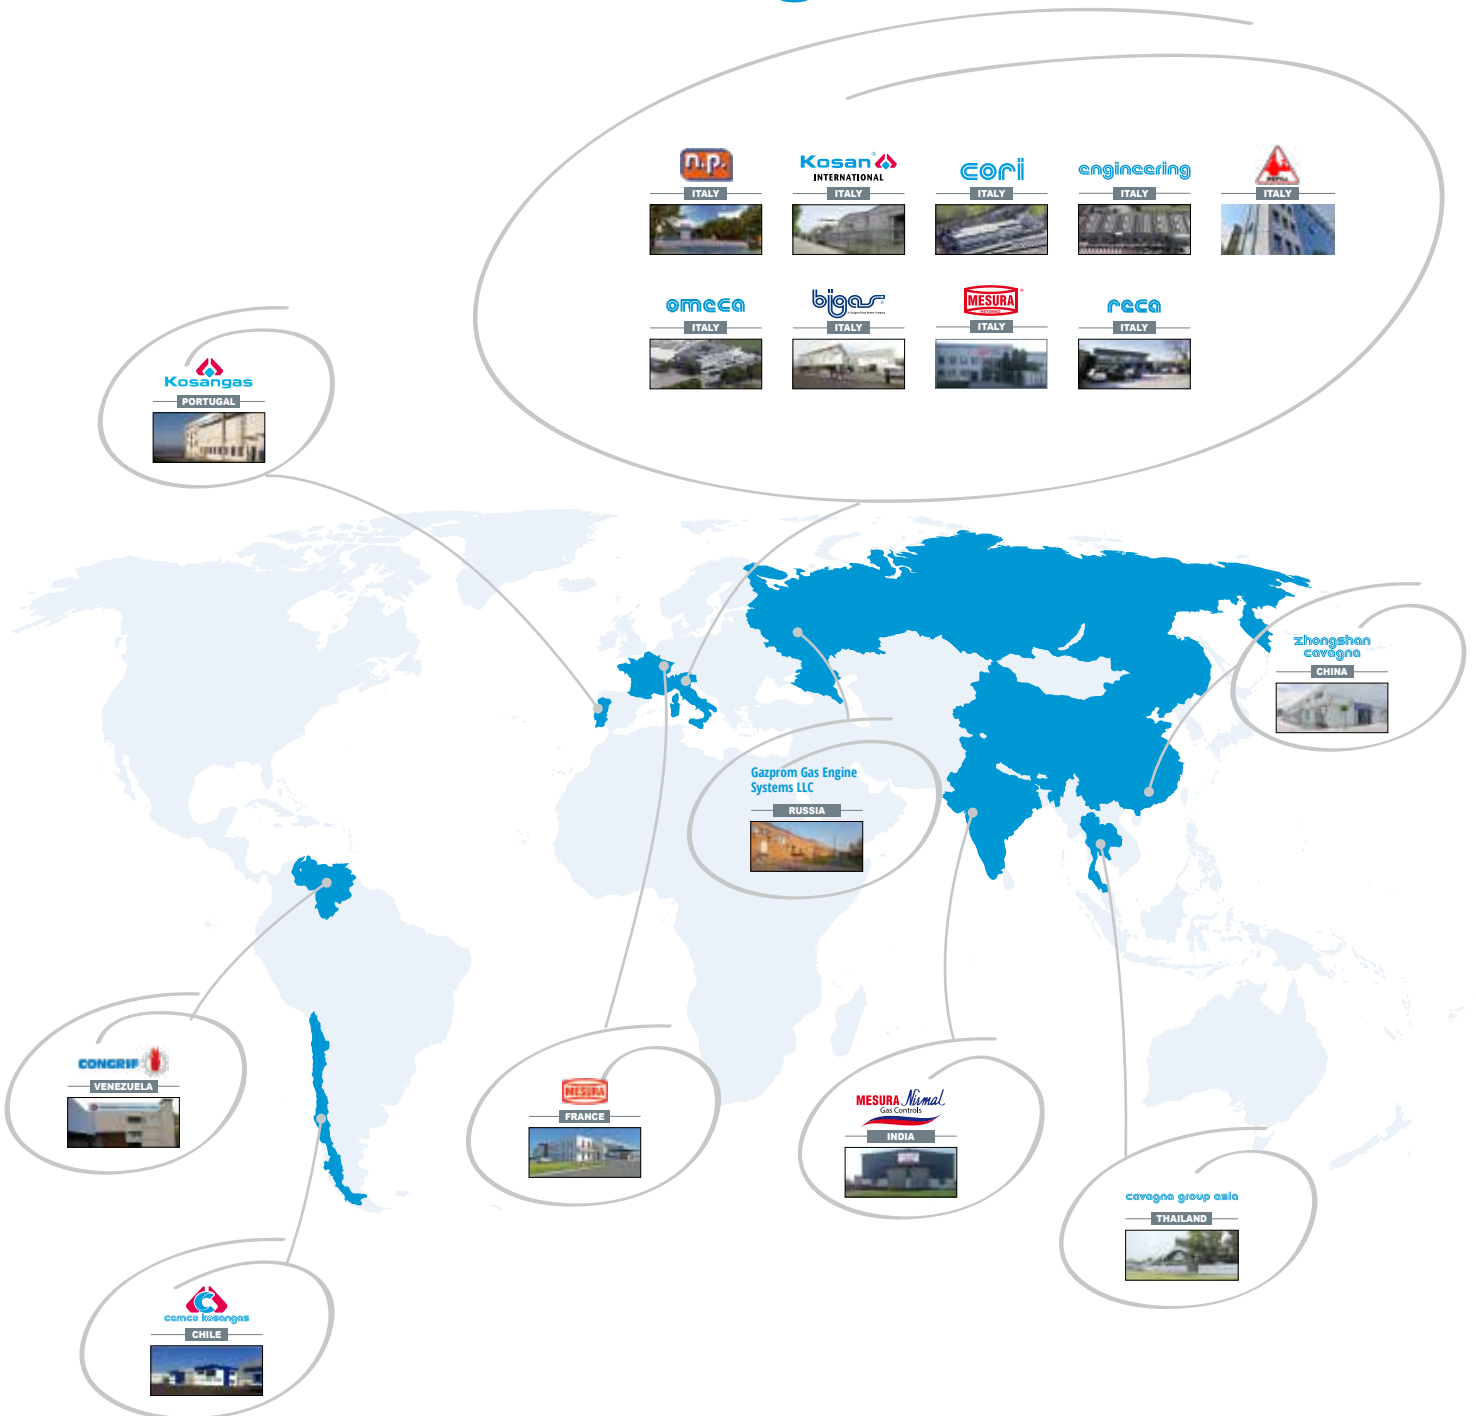 n.p.
Kosan®
INTERNATIONAL
cori
engineering
ITALY
ITALY
ITALY
ITALY
ITALY
omeca
bigas
MESURA®
reca
ITALY
ITALY
ITALY
ITALY
Kosangas
PORTUGAL
zhongshan
cavagna
CHINA
Gazprom Gas Engine
Systems LLC
RUSSIA
CONGRIF
VENEZUELA
MESURA
FRANCE
MESURA Nirmal
Gas Controls
INDIA
cavagna group asia
THAILAND
cemco kosangas
CHILE